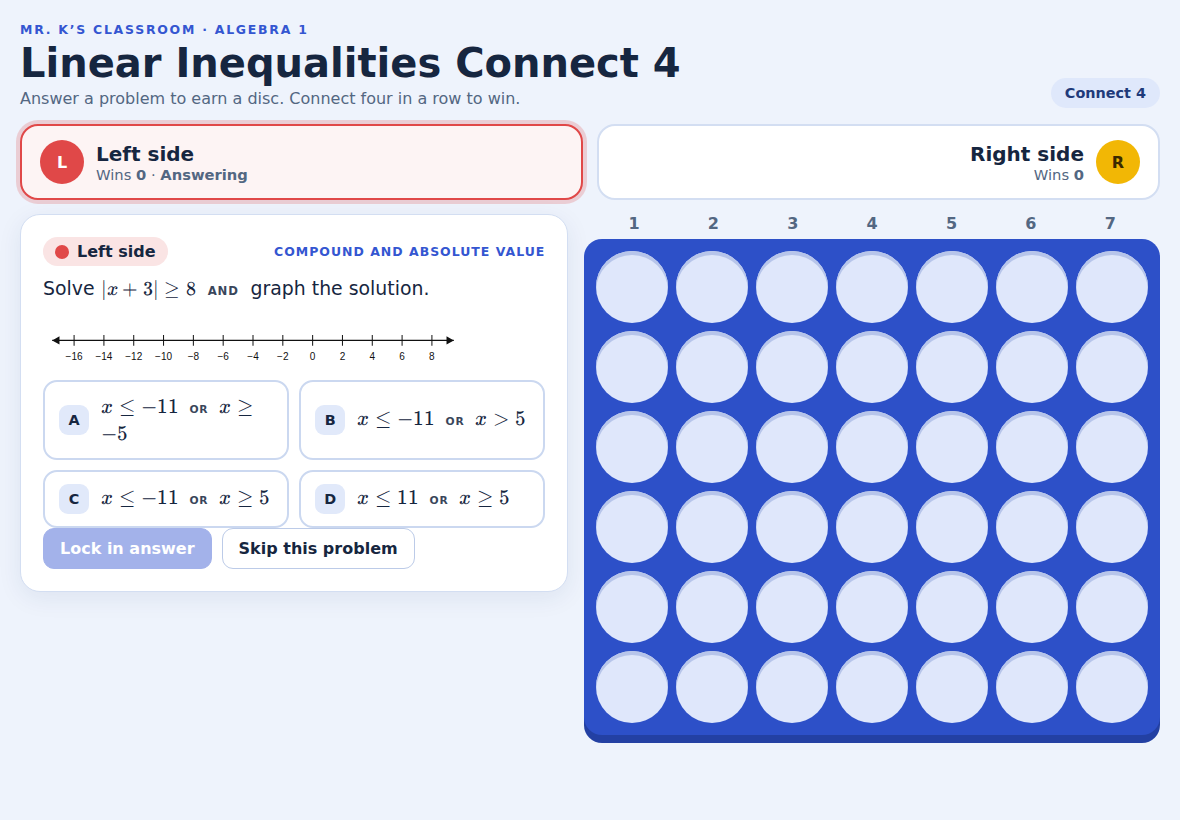 MR. K'S CLASSROOM · ALGEBRA 1
Linear Inequalities Connect 4
Answer a problem to earn a disc. Connect four in a row to win.
Connect 4
L
Left side
Wins 0 · Answering
Right side
Wins 0
R
Left side
COMPOUND AND ABSOLUTE VALUE
Solve |x + 3| ≥ 8 AND graph the solution.
−16 −14 −12 −10 −8 −6 −4 −2 0 2 4 6 8
A x ≤ −11 OR x ≥
−5
B x ≤ −11 OR x > 5
C x ≤ −11 OR x ≥ 5
D x ≤ 11 OR x ≥ 5
Lock in answer
Skip this problem
1 2 3 4 5 6 7